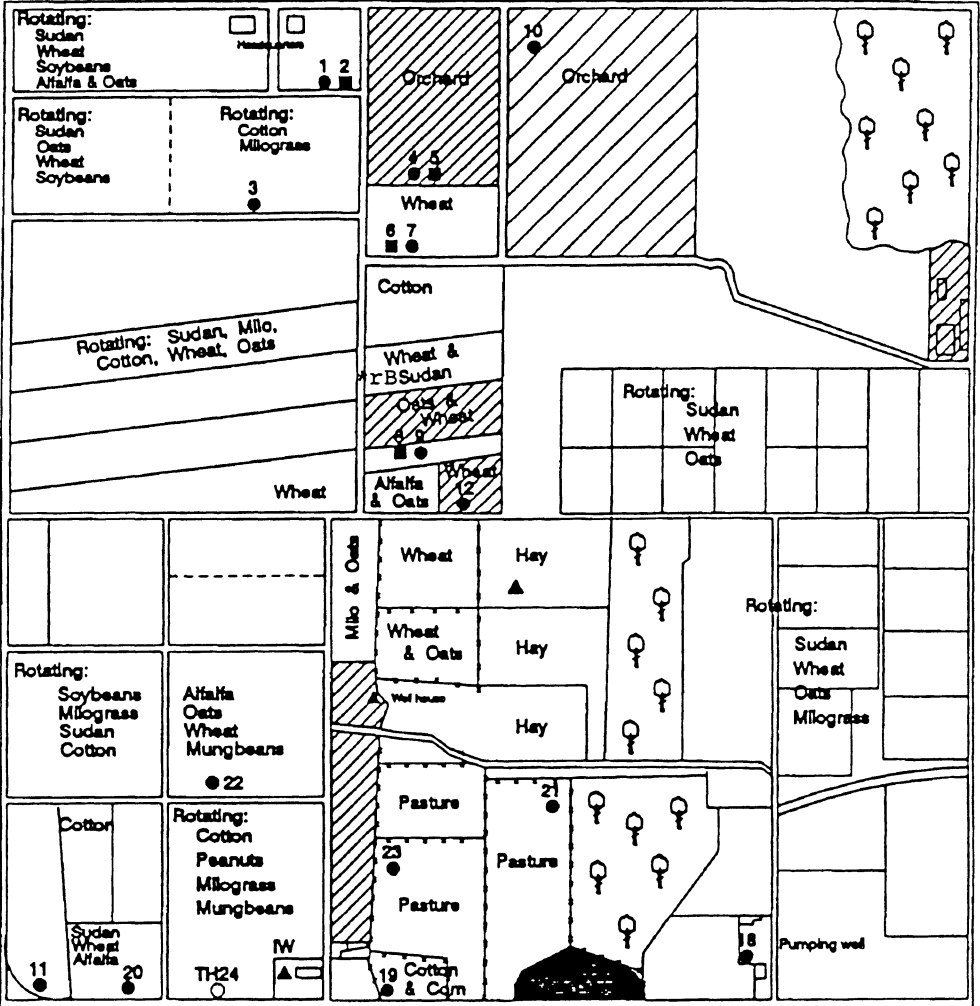 Rotating:
Sudan
Wheat
Soybeans
Alfalfa & Oats
Headquarters
1 2
Orchard
4 5
10
Orchard
Rotating:
Sudan
Oats
Wheat
Soybeans
Rotating:
Cotton
Milograss
3
Wheat
6 7
Cotton
Rotating: Sudan, Milo,
Cotton, Wheat, Oats
Wheat
Wheat &
*rBSudan
Oats &
Wheat
8 9
Alfalfa
& Oats
Wheat
12
Rotating:
Sudan
Wheat
Oats
Milo & Oats
Wheat
Hay
Wheat
& Oats
Hay
Well house
Hay
Rotating:
Sudan
Wheat
Oats
Milograss
Rotating:
Soybeans
Milograss
Sudan
Cotton
Alfalfa
Oats
Wheat
Mungbeans
22
Cotton
Sudan
Wheat
Alfalfa
11
20
Rotating:
Cotton
Peanuts
Milograss
Mungbeans
IW
TH24
Pasture
23
Pasture
21
Pasture
19
Cotton
& Corn
18
Pumping well